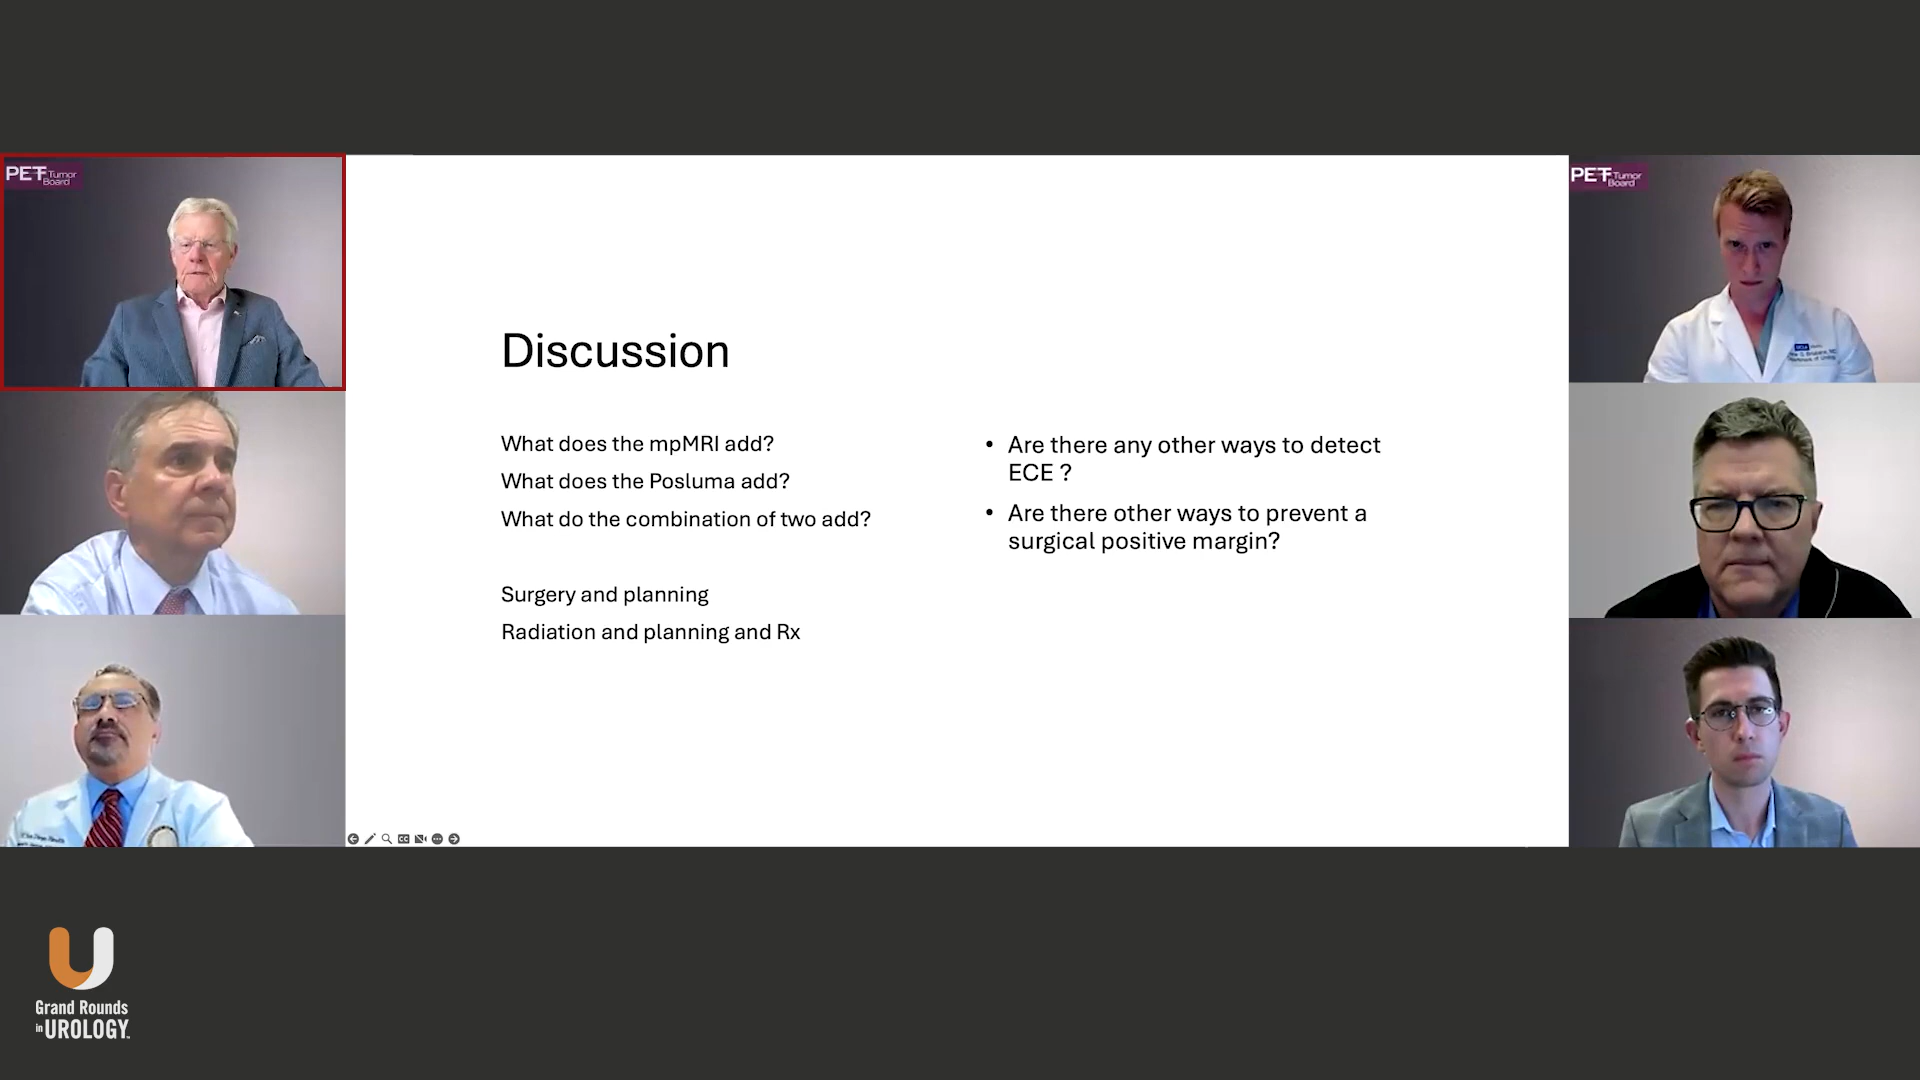 PET Tumor
Board
PET Tumor
Board
UCLA
Discussion
What does the mpMRI add?
What does the Posluma add?
What do the combination of two add?
Surgery and planning
Radiation and planning and Rx
• Are there any other ways to detect
ECE ?
• Are there other ways to prevent a
surgical positive margin?
Grand Rounds
in UROLOGY